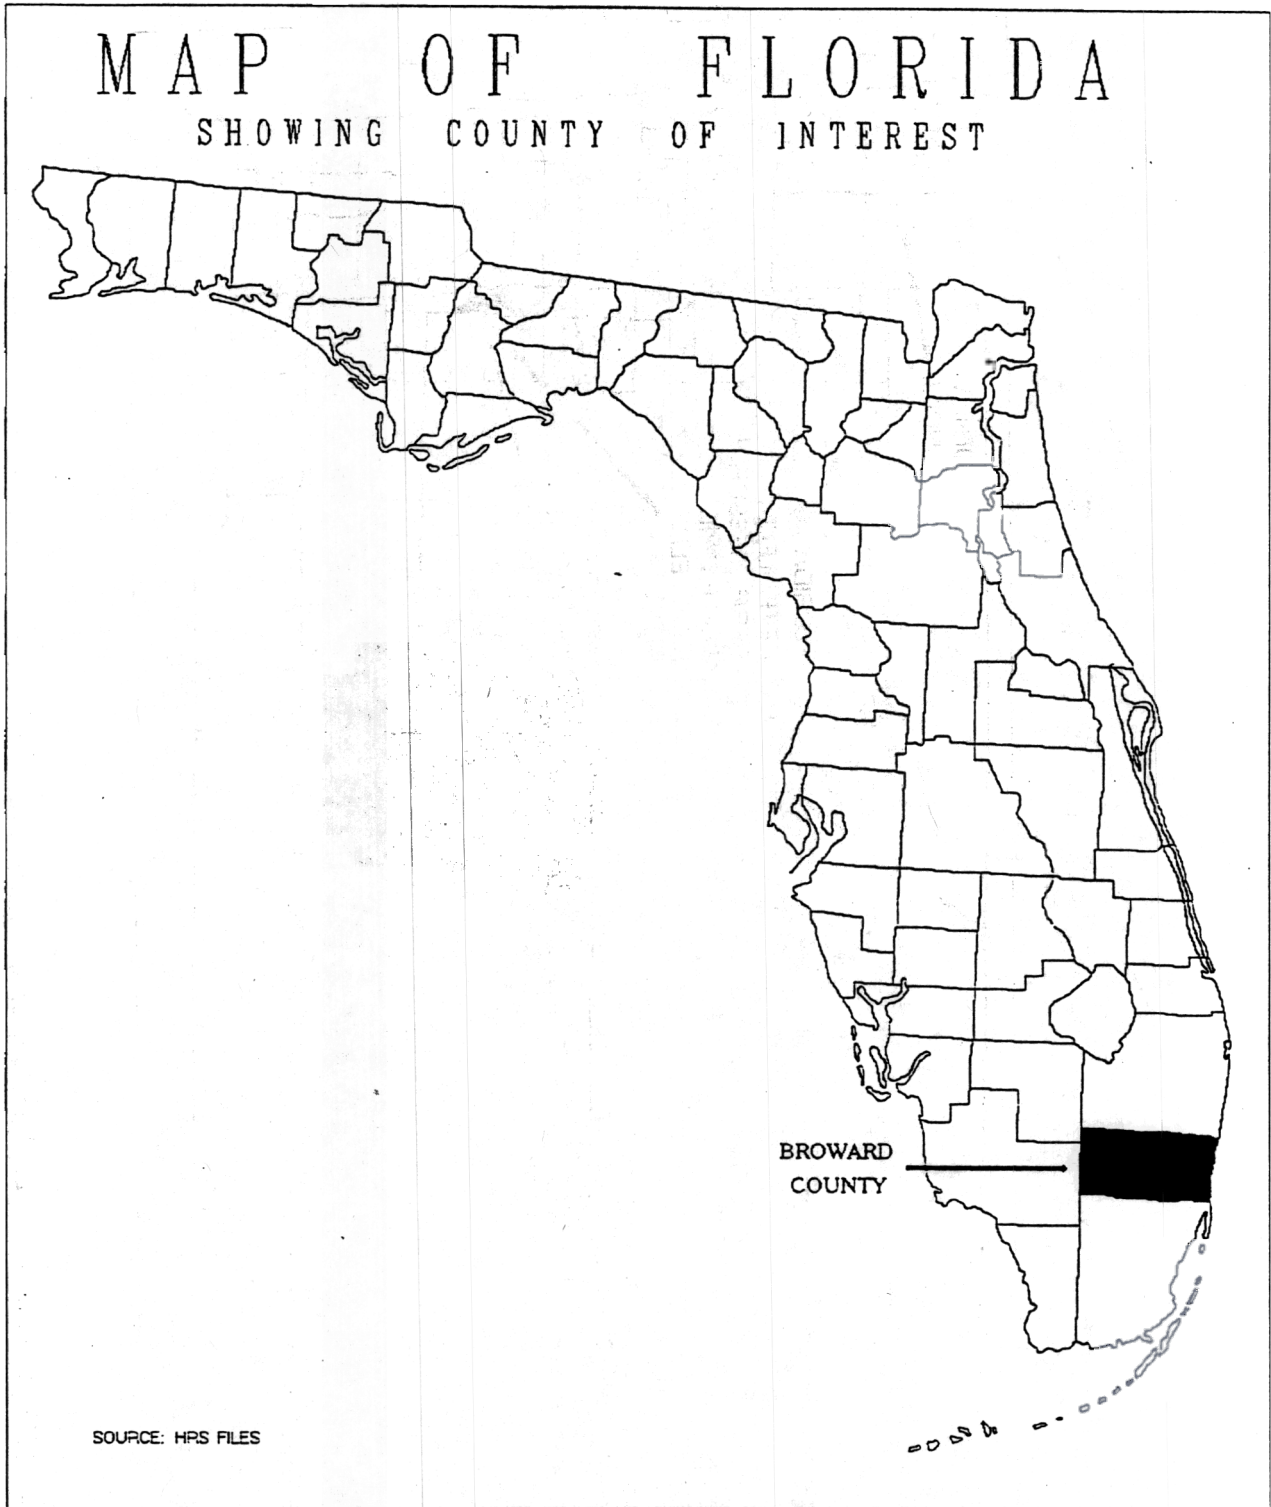 MAP OF FLORIDA
SHOWING COUNTY OF INTEREST
BROWARD
COUNTY
SOURCE: HRS FILES